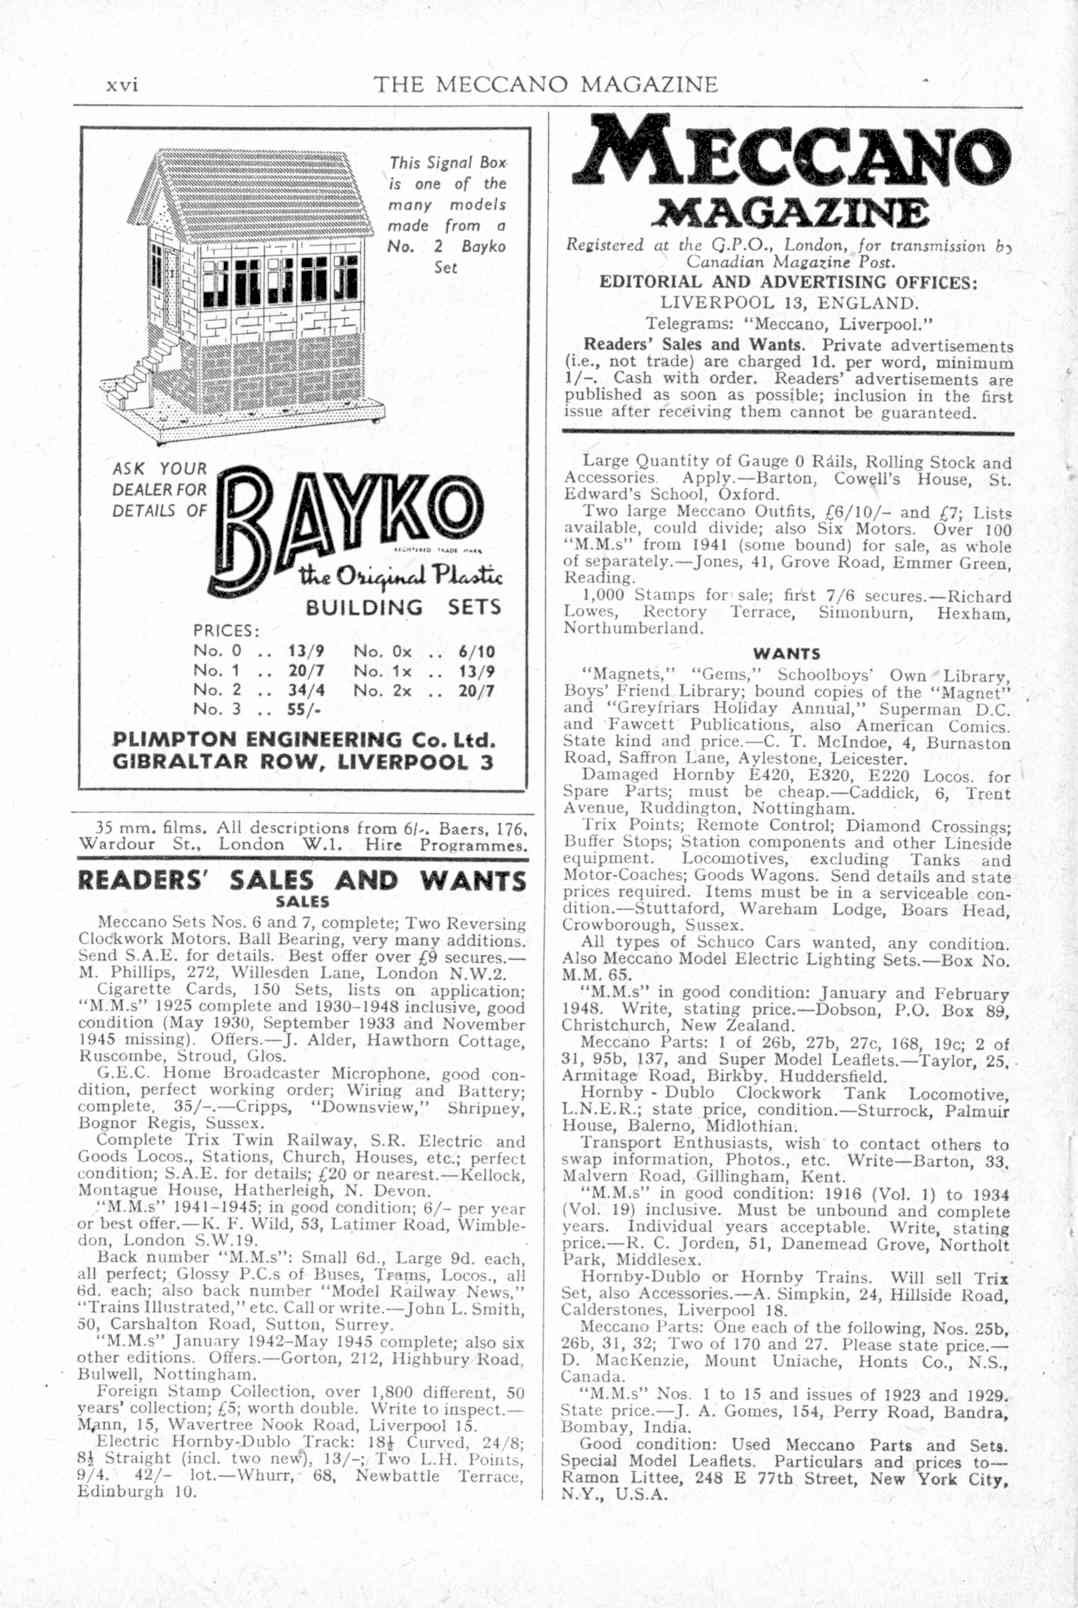 xvi
THE MECCANO MAGAZINE
This Signal Box
is one of the
many models
made from a
No. 2 Bayko
Set
ASK YOUR
DEALER FOR
DETAILS OF
BAYKO
REGISTERED TRADE MARK
the Original Plastic
BUILDING SETS
PRICES:
No. 0 .. 13/9 No. 0x .. 6/10
No. 1 .. 20/7 No. 1x .. 13/9
No. 2 .. 34/4 No. 2x .. 20/7
No. 3 .. 55/-
PLIMPTON ENGINEERING Co. Ltd.
GIBRALTAR ROW, LIVERPOOL 3
35 mm. films. All descriptions from 6/-. Baers, 176,
Wardour St., London W.1. Hire Programmes.
READERS' SALES AND WANTS
SALES
Meccano Sets Nos. 6 and 7, complete; Two Reversing
Clockwork Motors. Ball Bearing, very many additions.
Send S.A.E. for details. Best offer over £9 secures.—
M. Phillips, 272, Willesden Lane, London N.W.2.
Cigarette Cards, 150 Sets, lists on application;
"M.M.s" 1925 complete and 1930-1948 inclusive, good
condition (May 1930, September 1933 and November
1945 missing). Offers.—J. Alder, Hawthorn Cottage,
Ruscombe, Stroud, Glos.
G.E.C. Home Broadcaster Microphone, good con-
dition, perfect working order; Wiring and Battery;
complete, 35/-.—Cripps, "Downsview," Shripney,
Bognor Regis, Sussex.
Complete Trix Twin Railway, S.R. Electric and
Goods Locos., Stations, Church, Houses, etc.; perfect
condition; S.A.E. for details; £20 or nearest.—Kellock,
Montague House, Hatherleigh, N. Devon.
"M.M.s" 1941-1945; in good condition; 6/- per year
or best offer.—K. F. Wild, 53, Latimer Road, Wimble-
don, London S.W.19.
Back number "M.M.s": Small 6d., Large 9d. each,
all perfect; Glossy P.C.s of Buses, Trams, Locos., all
6d. each; also back number "Model Railway News,"
"Trains Illustrated," etc. Call or write.—John L. Smith,
50, Carshalton Road, Sutton, Surrey.
"M.M.s" January 1942-May 1945 complete; also six
other editions. Offers.—Gorton, 212, Highbury Road,
Bulwell, Nottingham.
Foreign Stamp Collection, over 1,800 different, 50
years' collection; £5; worth double. Write to inspect.—
Mann, 15, Wavertree Nook Road, Liverpool 15.
Electric Hornby-Dublo Track: 18½ Curved, 24/8;
8½ Straight (incl. two new), 13/-; Two L.H. Points,
9/4. 42/- lot.—Whurr, 68, Newbattle Terrace,
Edinburgh 10.
MECCANO
MAGAZINE
Registered at the G.P.O., London, for transmission by
Canadian Magazine Post.
EDITORIAL AND ADVERTISING OFFICES:
LIVERPOOL 13, ENGLAND.
Telegrams: "Meccano, Liverpool."
Readers' Sales and Wants. Private advertisements
(i.e., not trade) are charged 1d. per word, minimum
1/-. Cash with order. Readers' advertisements are
published as soon as possible; inclusion in the first
issue after receiving them cannot be guaranteed.
Large Quantity of Gauge 0 Rails, Rolling Stock and
Accessories. Apply.—Barton, Cowell's House, St.
Edward's School, Oxford.
Two large Meccano Outfits, £6/10/- and £7; Lists
available, could divide; also Six Motors. Over 100
"M.M.s" from 1941 (some bound) for sale, as whole
of separately.—Jones, 41, Grove Road, Emmer Green,
Reading.
1,000 Stamps for sale; first 7/6 secures.—Richard
Lowes, Rectory Terrace, Simonburn, Hexham,
Northumberland.
WANTS
"Magnets," "Gems," Schoolboys' Own Library,
Boys' Friend Library; bound copies of the "Magnet"
and "Greyfriars Holiday Annual," Superman D.C.
and Fawcett Publications, also American Comics.
State kind and price.—C. T. McIndoe, 4, Burnaston
Road, Saffron Lane, Aylestone, Leicester.
Damaged Hornby E420, E320, E220 Locos. for
Spare Parts; must be cheap.—Caddick, 6, Trent
Avenue, Ruddington, Nottingham.
Trix Points; Remote Control; Diamond Crossings;
Buffer Stops; Station components and other Lineside
equipment. Locomotives, excluding Tanks and
Motor-Coaches; Goods Wagons. Send details and state
prices required. Items must be in a serviceable con-
dition.—Stuttaford, Wareham Lodge, Boars Head,
Crowborough, Sussex.
All types of Schuco Cars wanted, any condition.
Also Meccano Model Electric Lighting Sets.—Box No.
M.M. 65.
"M.M.s" in good condition: January and February
1948. Write, stating price.—Dobson, P.O. Box 89,
Christchurch, New Zealand.
Meccano Parts: 1 of 26b, 27b, 27c, 168, 19c; 2 of
31, 95b, 137, and Super Model Leaflets.—Taylor, 25,
Armitage Road, Birkby. Huddersfield.
Hornby - Dublo Clockwork Tank Locomotive,
L.N.E.R.; state price, condition.—Sturrock, Palmuir
House, Balerno, Midlothian.
Transport Enthusiasts, wish to contact others to
swap information, Photos., etc. Write—Barton, 33,
Malvern Road, Gillingham, Kent.
"M.M.s" in good condition: 1916 (Vol. 1) to 1934
(Vol. 19) inclusive. Must be unbound and complete
years. Individual years acceptable. Write, stating
price.—R. C. Jorden, 51, Danemead Grove, Northolt
Park, Middlesex.
Hornby-Dublo or Hornby Trains. Will sell Trix
Set, also Accessories.—A. Simpkin, 24, Hillside Road,
Calderstones, Liverpool 18.
Meccano Parts: One each of the following, Nos. 25b,
26b, 31, 32; Two of 170 and 27. Please state price.—
D. MacKenzie, Mount Uniache, Honts Co., N.S.,
Canada.
"M.M.s" Nos. 1 to 15 and issues of 1923 and 1929.
State price.—J. A. Gomes, 154, Perry Road, Bandra,
Bombay, India.
Good condition: Used Meccano Parts and Sets.
Special Model Leaflets. Particulars and prices to—
Ramon Littee, 248 E 77th Street, New York City,
N.Y., U.S.A.